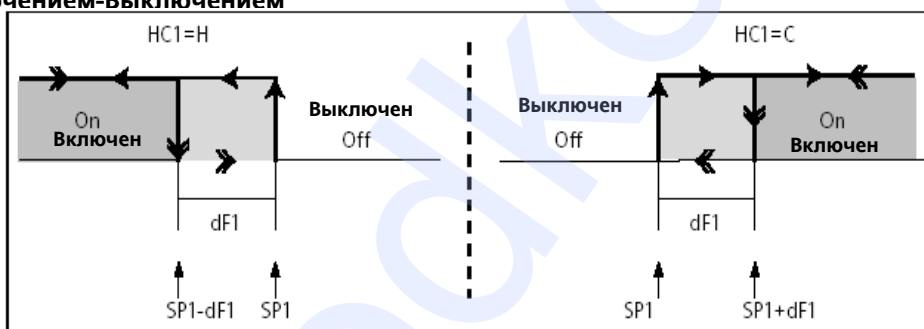 чением-Выключением
HC1=H
HC1=C
On
Включен
Выключен
Off
Выключен
Off
On
Включен
dF1
dF1
SP1-dF1
SP1
SP1
SP1+dF1